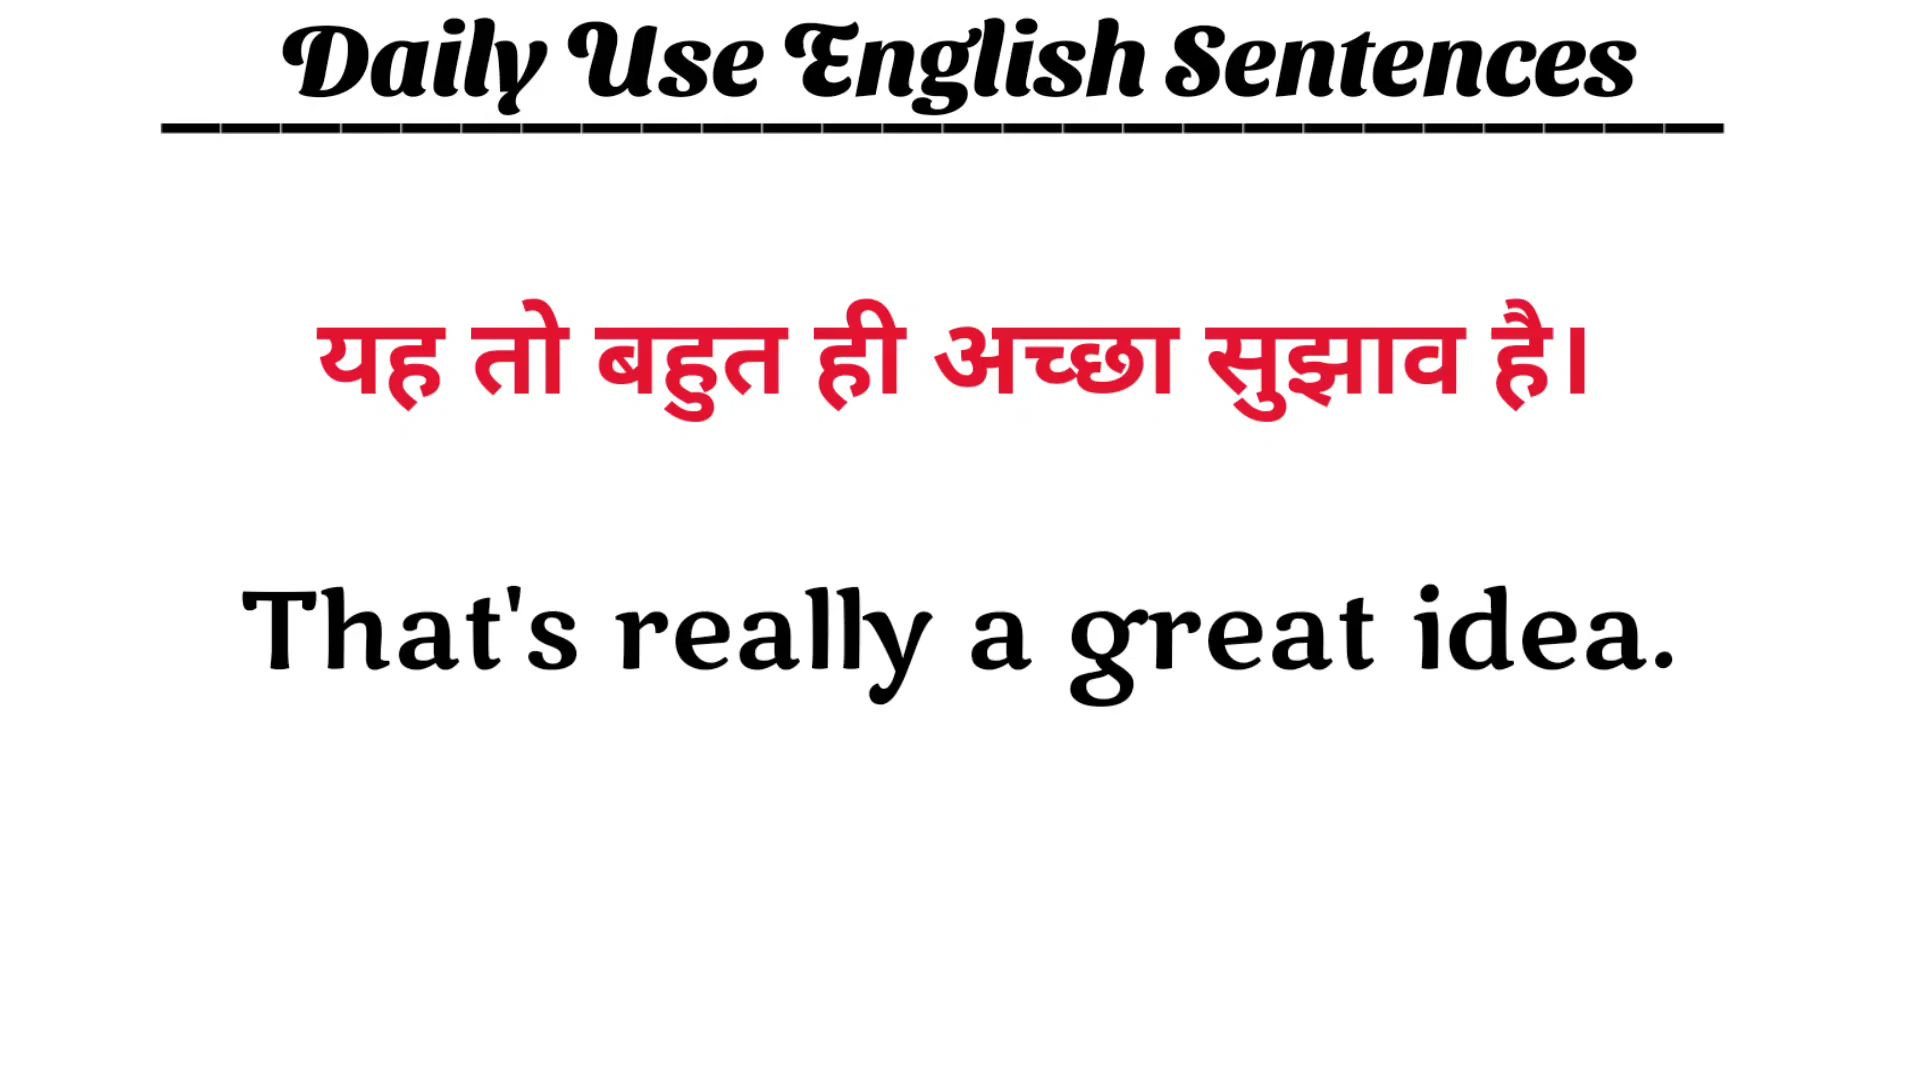 Daily Use English Sentences
यह तो बहुत ही अच्छा सुझाव है।
That's really a great idea.